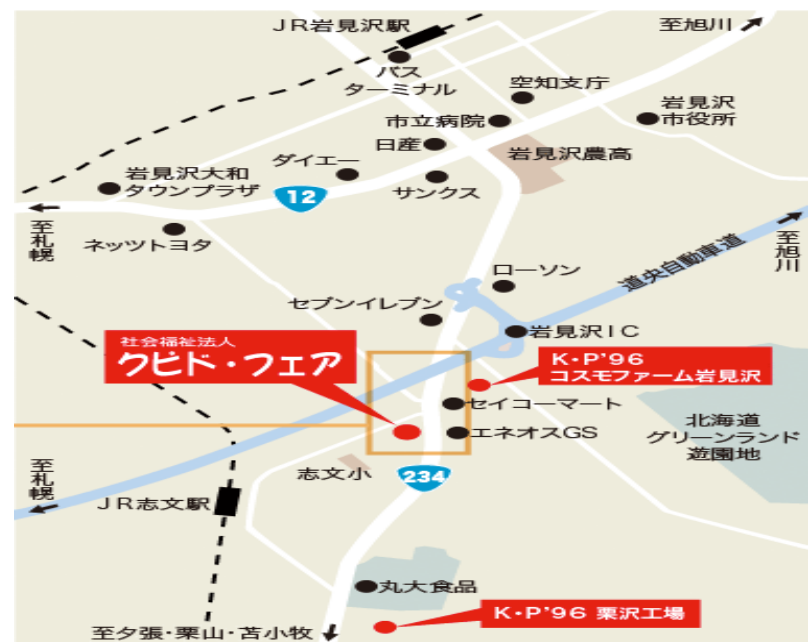 JR岩見沢駅
至旭川
バス
ターミナル
空知支庁
岩見沢
市役所
市立病院
日産
岩見沢農高
ダイエー
岩見沢大和
タウンプラザ
サンクス
12
至札幌
ネッツトヨタ
至旭川
道央自動車道
ローソン
セブンイレブン
岩見沢IC
社会福祉法人
クピド・フェア
K・P'96
コスモファーム岩見沢
セイコーマート
エネオスGS
北海道
グリーンランド
遊園地
志文小
234
至札幌
JR志文駅
丸大食品
K・P'96 栗沢工場
至夕張・栗山・苫小牧